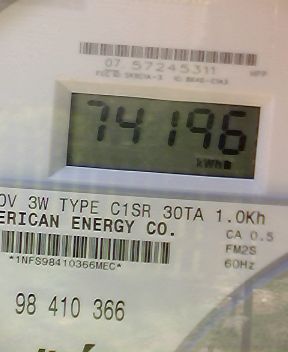 07 57245311
74196
kWh
0V 3W TYPE C1SR 30TA 1.0Kh
ERICAN ENERGY CO.
CA 0.5
FM2S
*1NFS98410366MEC*
60Hz
98 410 366